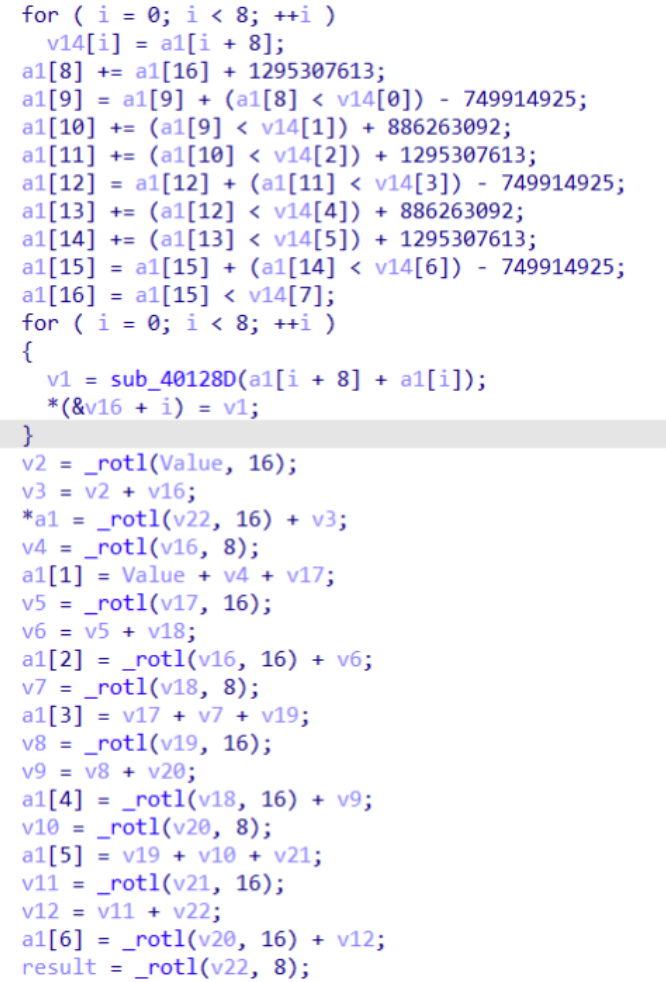 for ( i = 0; i < 8; ++i )
v14[i] = a1[i + 8];
a1[8] += a1[16] + 1295307613;
a1[9] = a1[9] + (a1[8] < v14[0]) - 749914925;
a1[10] += (a1[9] < v14[1]) + 886263092;
a1[11] += (a1[10] < v14[2]) + 1295307613;
a1[12] = a1[12] + (a1[11] < v14[3]) - 749914925;
a1[13] += (a1[12] < v14[4]) + 886263092;
a1[14] += (a1[13] < v14[5]) + 1295307613;
a1[15] = a1[15] + (a1[14] < v14[6]) - 749914925;
a1[16] = a1[15] < v14[7];
for ( i = 0; i < 8; ++i )
{
v1 = sub_40128D(a1[i + 8] + a1[i]);
*(&v16 + i) = v1;
}
v2 = _rotl(Value, 16);
v3 = v2 + v16;
*a1 = _rotl(v22, 16) + v3;
v4 = _rotl(v16, 8);
a1[1] = Value + v4 + v17;
v5 = _rotl(v17, 16);
v6 = v5 + v18;
a1[2] = _rotl(v16, 16) + v6;
v7 = _rotl(v18, 8);
a1[3] = v17 + v7 + v19;
v8 = _rotl(v19, 16);
v9 = v8 + v20;
a1[4] = _rotl(v18, 16) + v9;
v10 = _rotl(v20, 8);
a1[5] = v19 + v10 + v21;
v11 = _rotl(v21, 16);
v12 = v11 + v22;
a1[6] = _rotl(v20, 16) + v12;
result = _rotl(v22, 8);